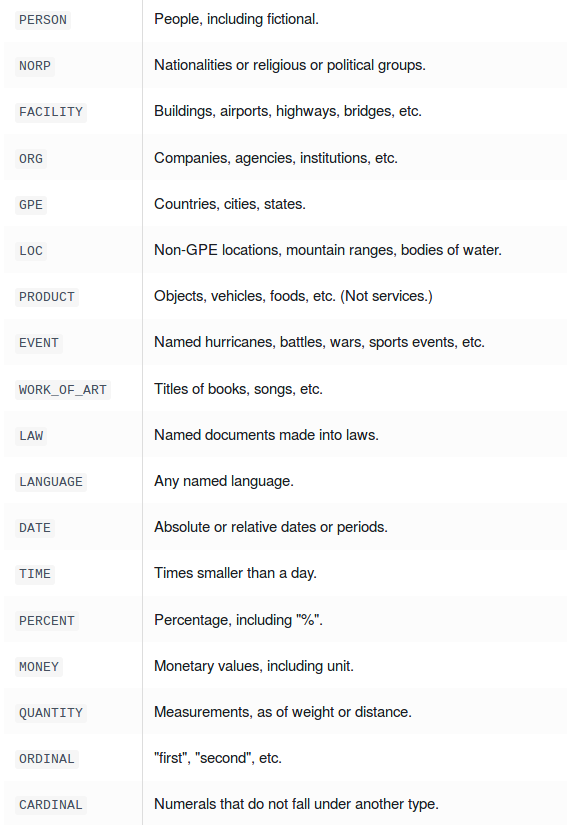 PERSON People, including fictional.
NORP Nationalities or religious or political groups.
FACILITY Buildings, airports, highways, bridges, etc.
ORG Companies, agencies, institutions, etc.
GPE Countries, cities, states.
LOC Non-GPE locations, mountain ranges, bodies of water.
PRODUCT Objects, vehicles, foods, etc. (Not services.)
EVENT Named hurricanes, battles, wars, sports events, etc.
WORK_OF_ART Titles of books, songs, etc.
LAW Named documents made into laws.
LANGUAGE Any named language.
DATE Absolute or relative dates or periods.
TIME Times smaller than a day.
PERCENT Percentage, including "%".
MONEY Monetary values, including unit.
QUANTITY Measurements, as of weight or distance.
ORDINAL "first", "second", etc.
CARDINAL Numerals that do not fall under another type.